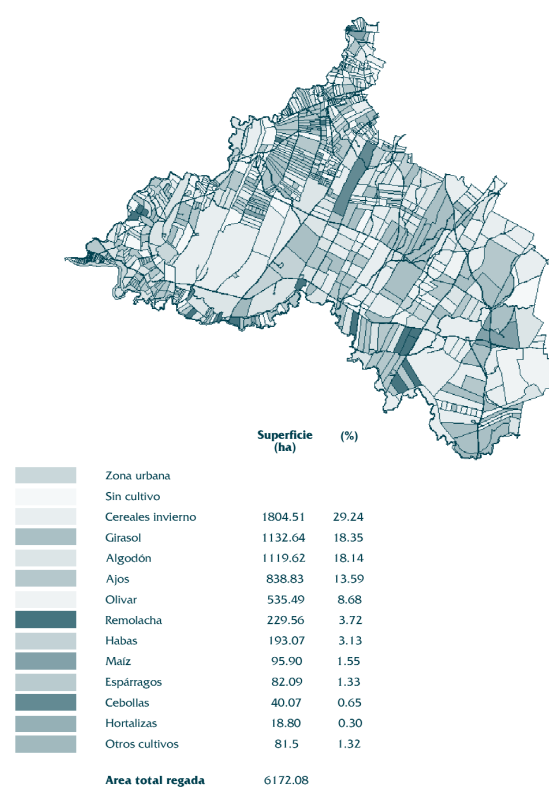 Superficie (%)
(ha)
Zona urbana
Sin cultivo
Cereales invierno 1804.51 29.24
Girasol 1132.64 18.35
Algodón 1119.62 18.14
Ajos 838.83 13.59
Olivar 535.49 8.68
Remolacha 229.56 3.72
Habas 193.07 3.13
Maíz 95.90 1.55
Espárragos 82.09 1.33
Cebollas 40.07 0.65
Hortalizas 18.80 0.30
Otros cultivos 81.5 1.32
Area total regada 6172.08